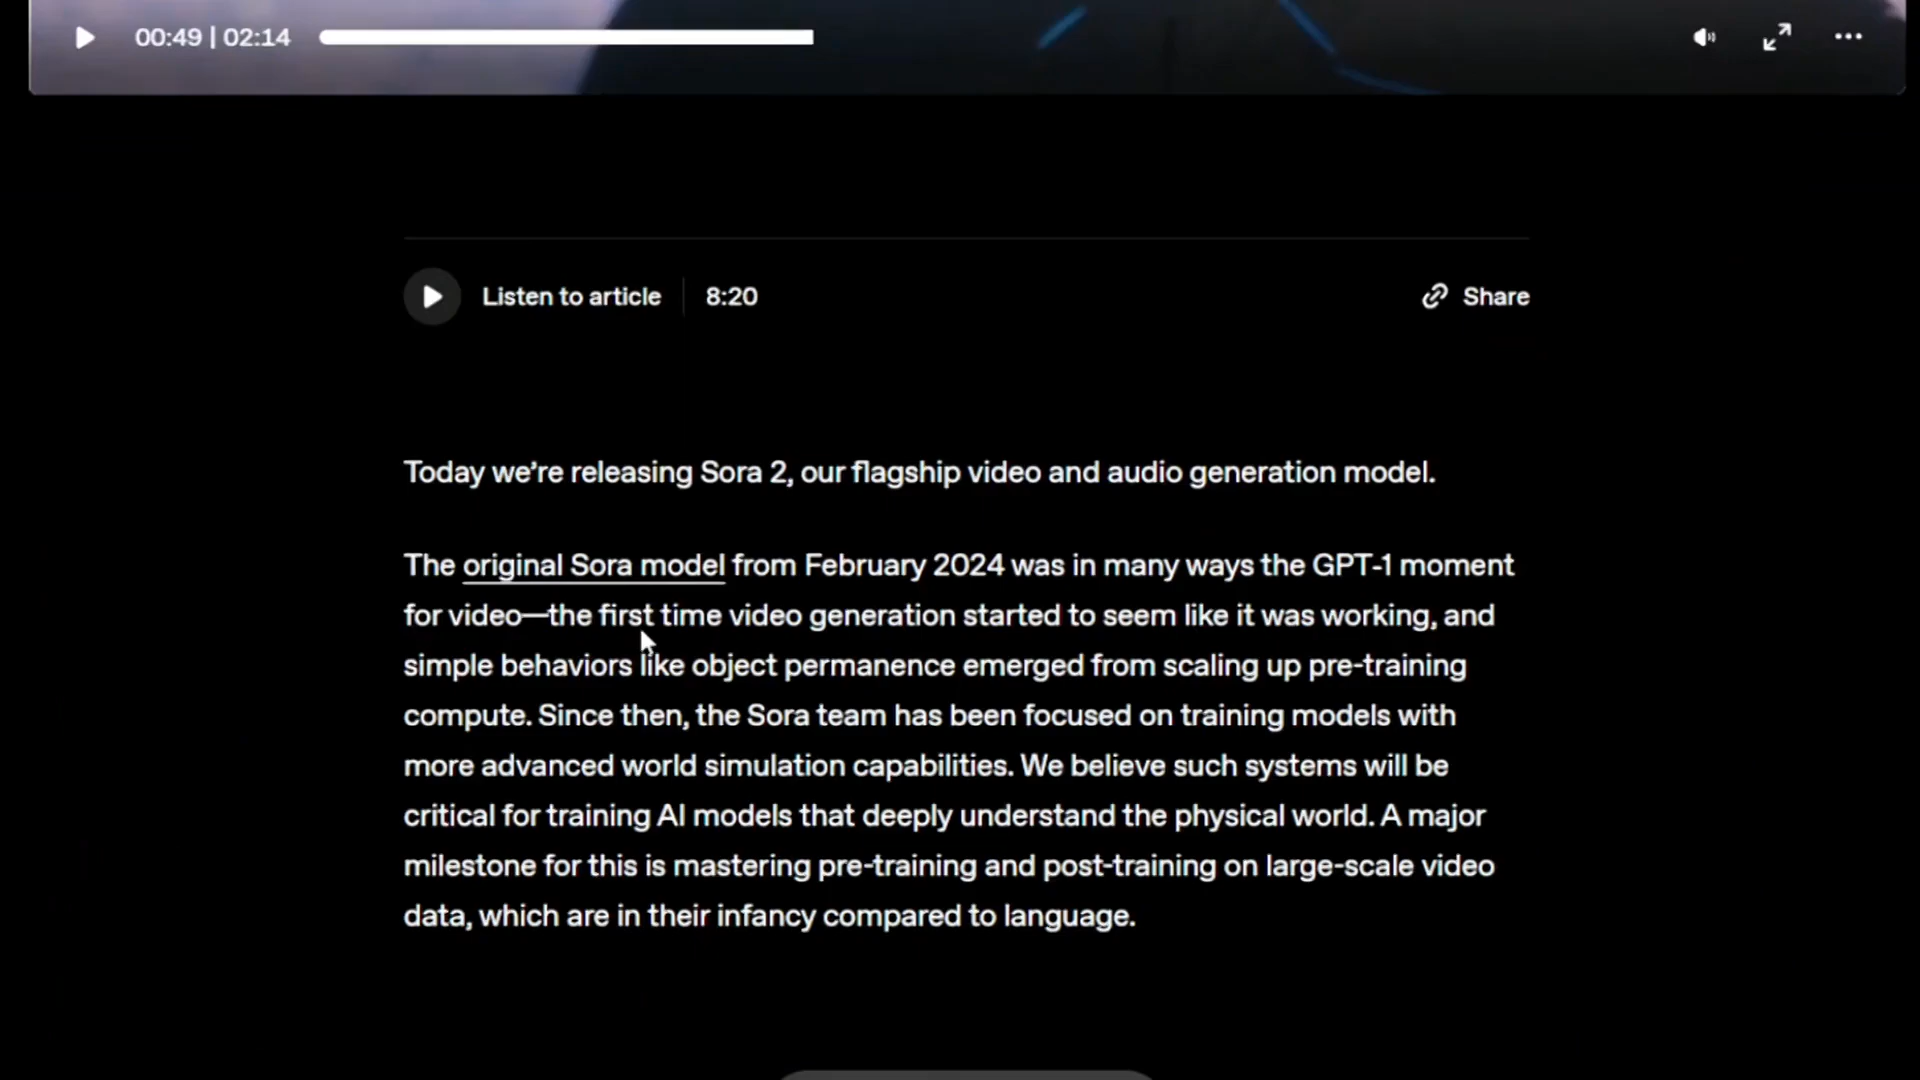 00:49 | 02:14
Listen to article | 8:20
Share
Today we’re releasing Sora 2, our flagship video and audio generation model.
The original Sora model from February 2024 was in many ways the GPT-1 moment
for video—the first time video generation started to seem like it was working, and
simple behaviors like object permanence emerged from scaling up pre-training
compute. Since then, the Sora team has been focused on training models with
more advanced world simulation capabilities. We believe such systems will be
critical for training AI models that deeply understand the physical world. A major
milestone for this is mastering pre-training and post-training on large-scale video
data, which are in their infancy compared to language.